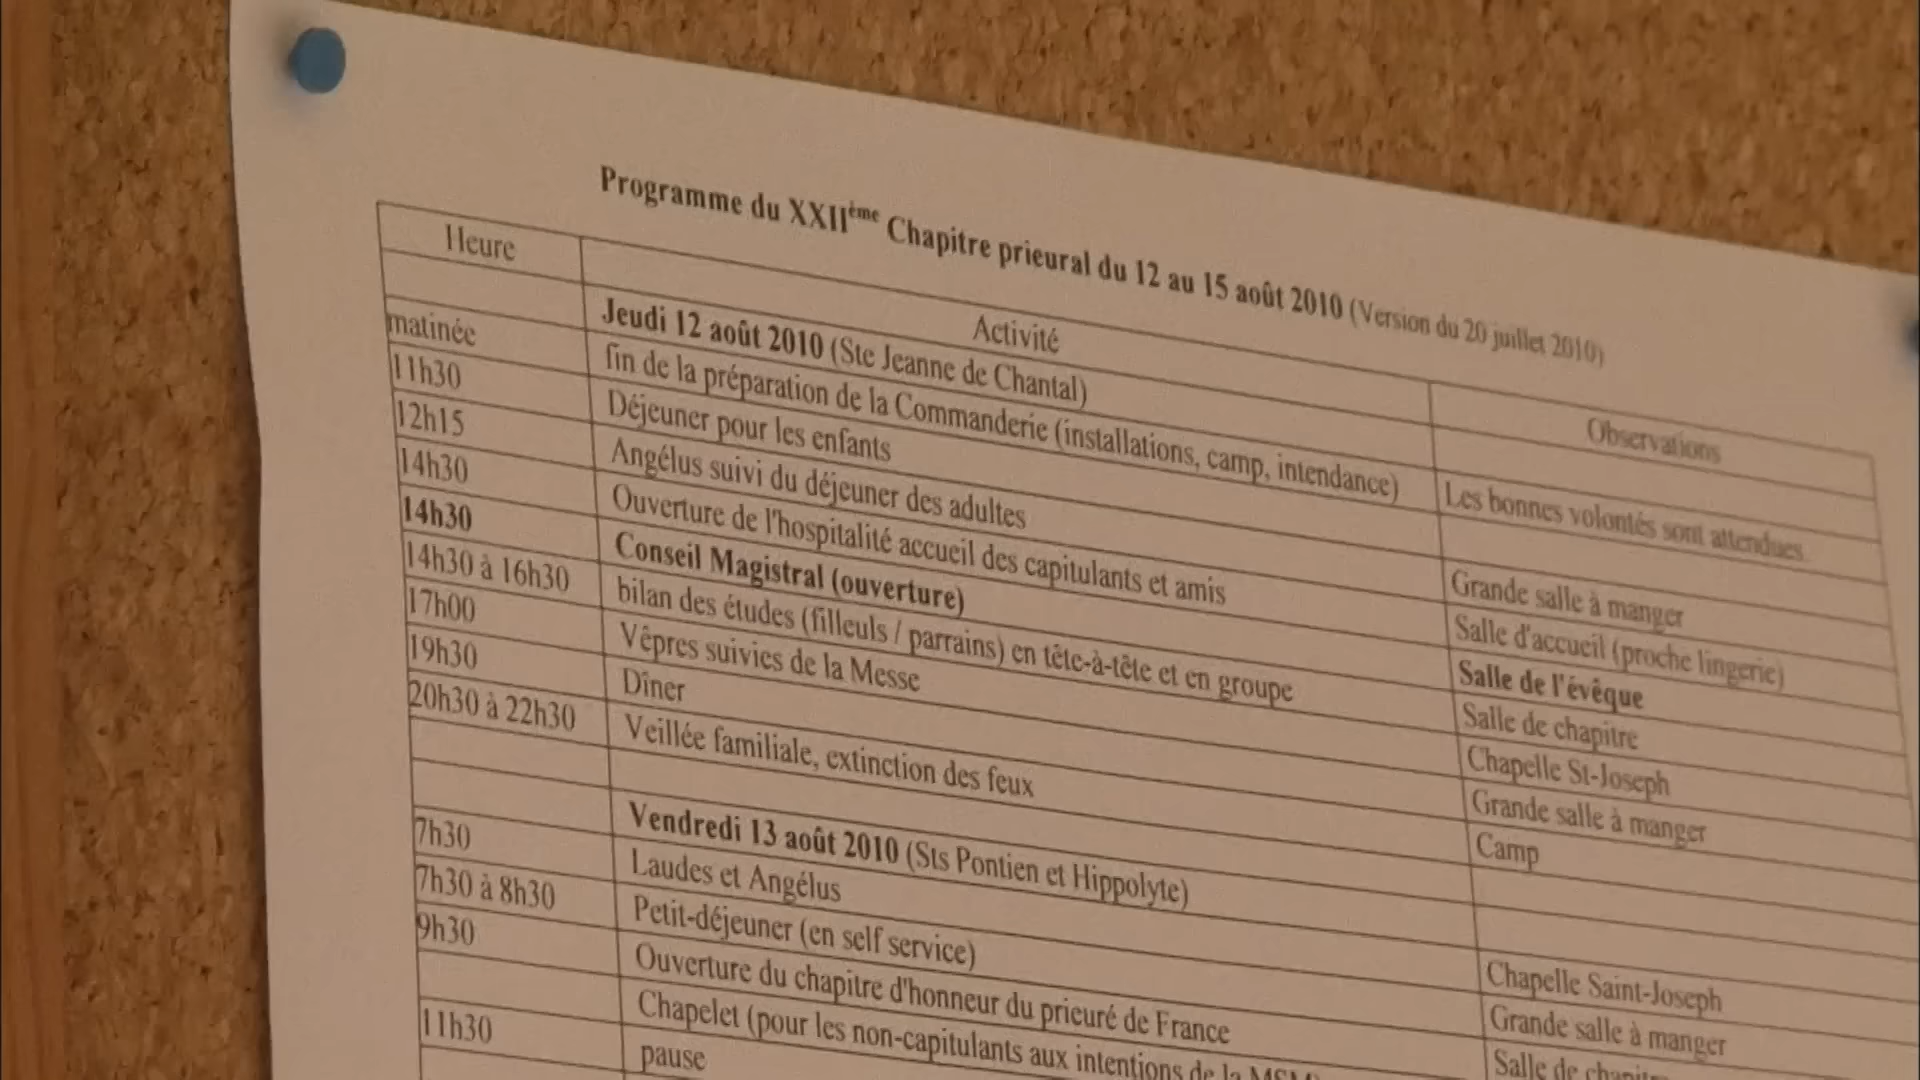 Programme du XXIIème Chapitre prieural du 12 au 15 août 2010 (Version du 20 juillet 2010)
Heure Activité Observations
Jeudi 12 août 2010 (Ste Jeanne de Chantal)
matinée fin de la préparation de la Commanderie (installations, camp, intendance) Les bonnes volontés sont attendues
11h30 Déjeuner pour les enfants
12h15 Angélus suivi du déjeuner des adultes Grande salle à manger
14h30 Ouverture de l'hospitalité accueil des capitulants et amis Salle d'accueil (proche lingerie)
14h30 Conseil Magistral (ouverture) Salle de l'évêque
14h30 à 16h30 bilan des études (filleuls / parrains) en tête-à-tête et en groupe Salle de chapitre
17h00 Vêpres suivies de la Messe Chapelle St-Joseph
19h30 Dîner Grande salle à manger
20h30 à 22h30 Veillée familiale, extinction des feux Camp
Vendredi 13 août 2010 (Sts Pontien et Hippolyte)
7h30 Laudes et Angélus Chapelle Saint-Joseph
7h30 à 8h30 Petit-déjeuner (en self service) Grande salle à manger
9h30 Ouverture du chapitre d'honneur du prieuré de France Salle de
Chapelet (pour les non-capitulants aux intentions de la
11h30 pause